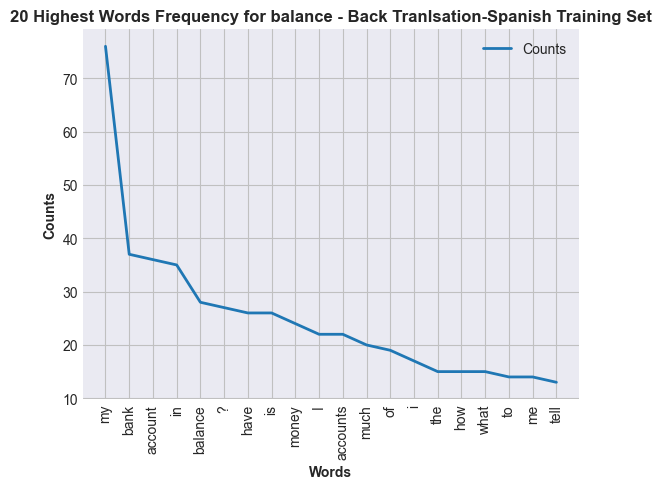 20 Highest Words Frequency for balance - Back Tranlsation-Spanish Training Set
Counts
70
60
50
40
30
20
10
Counts
my
bank
account
in
balance
?
have
is
money
I
accounts
much
of
i
the
how
what
to
me
tell
Words